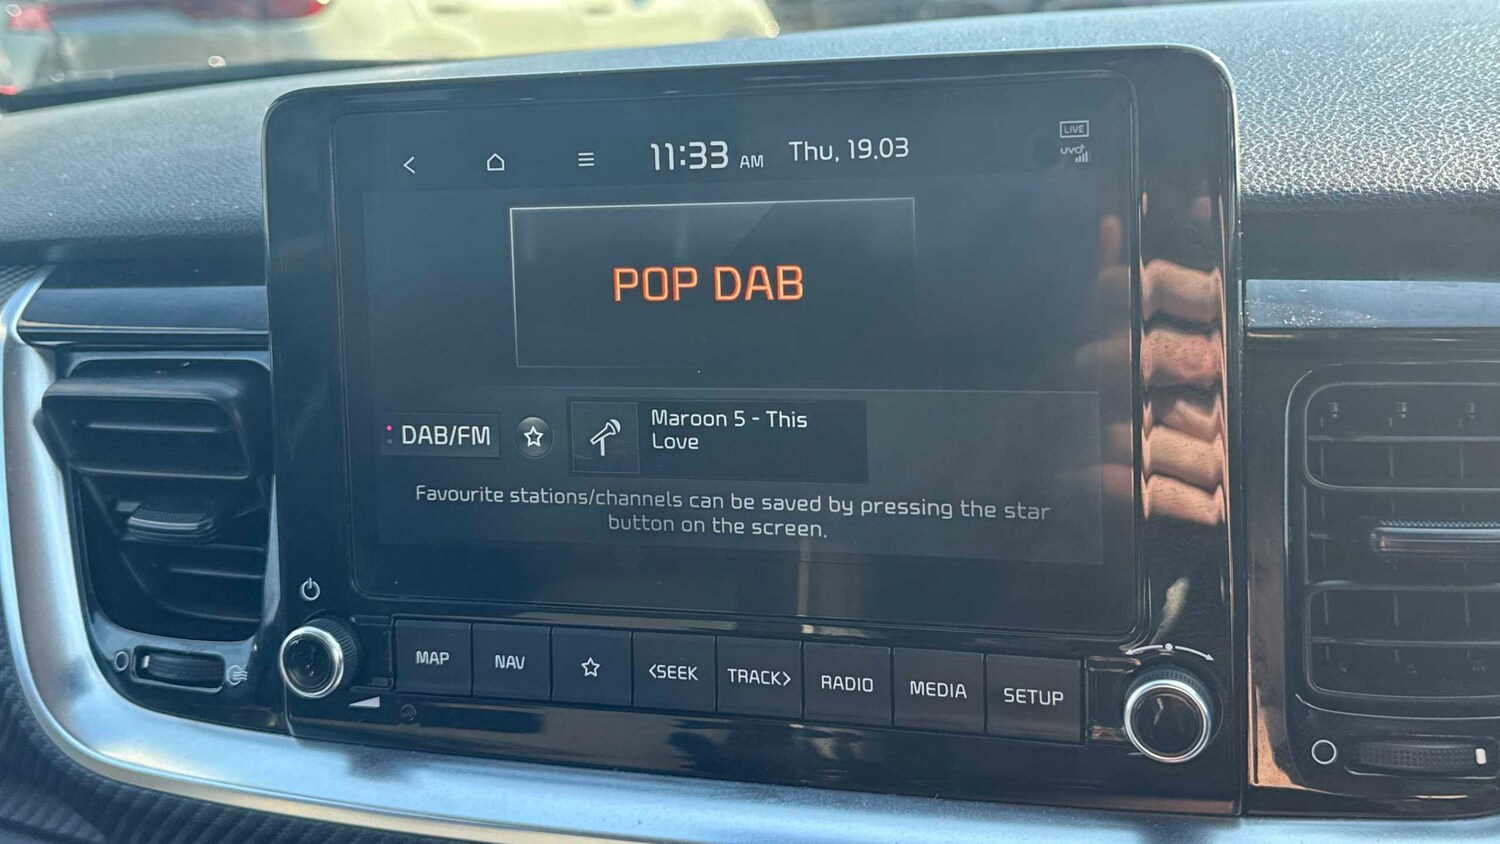 11:33 AM Thu, 19.03
LIVE
UVO
POP DAB
DAB/FM
Maroon 5 - This
Love
Favourite stations/channels can be saved by pressing the star
button on the screen.
MAP NAV <SEEK TRACK> RADIO MEDIA SETUP